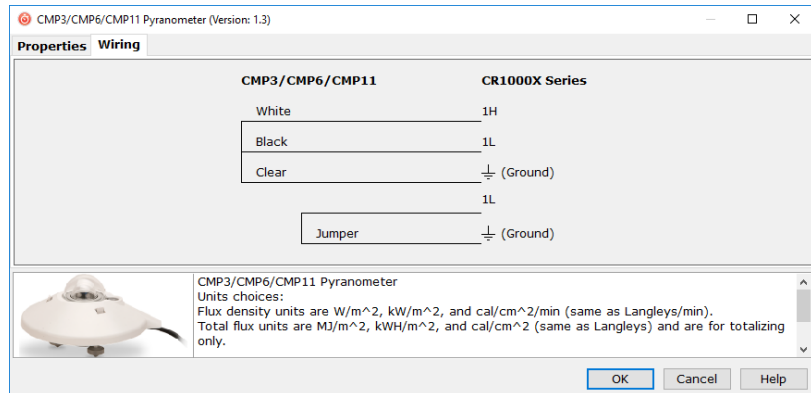 CMP3/CMP6/CMP11 Pyranometer (Version: 1.3)
Properties Wiring
CMP3/CMP6/CMP11 CR1000X Series
White 1H
Black 1L
Clear (Ground)
1L
Jumper (Ground)
CMP3/CMP6/CMP11 Pyranometer
Units choices:
Flux density units are W/m^2, kW/m^2, and cal/cm^2/min (same as Langleys/min).
Total flux units are MJ/m^2, kWH/m^2, and cal/cm^2 (same as Langleys) and are for totalizing
only.
OK Cancel Help